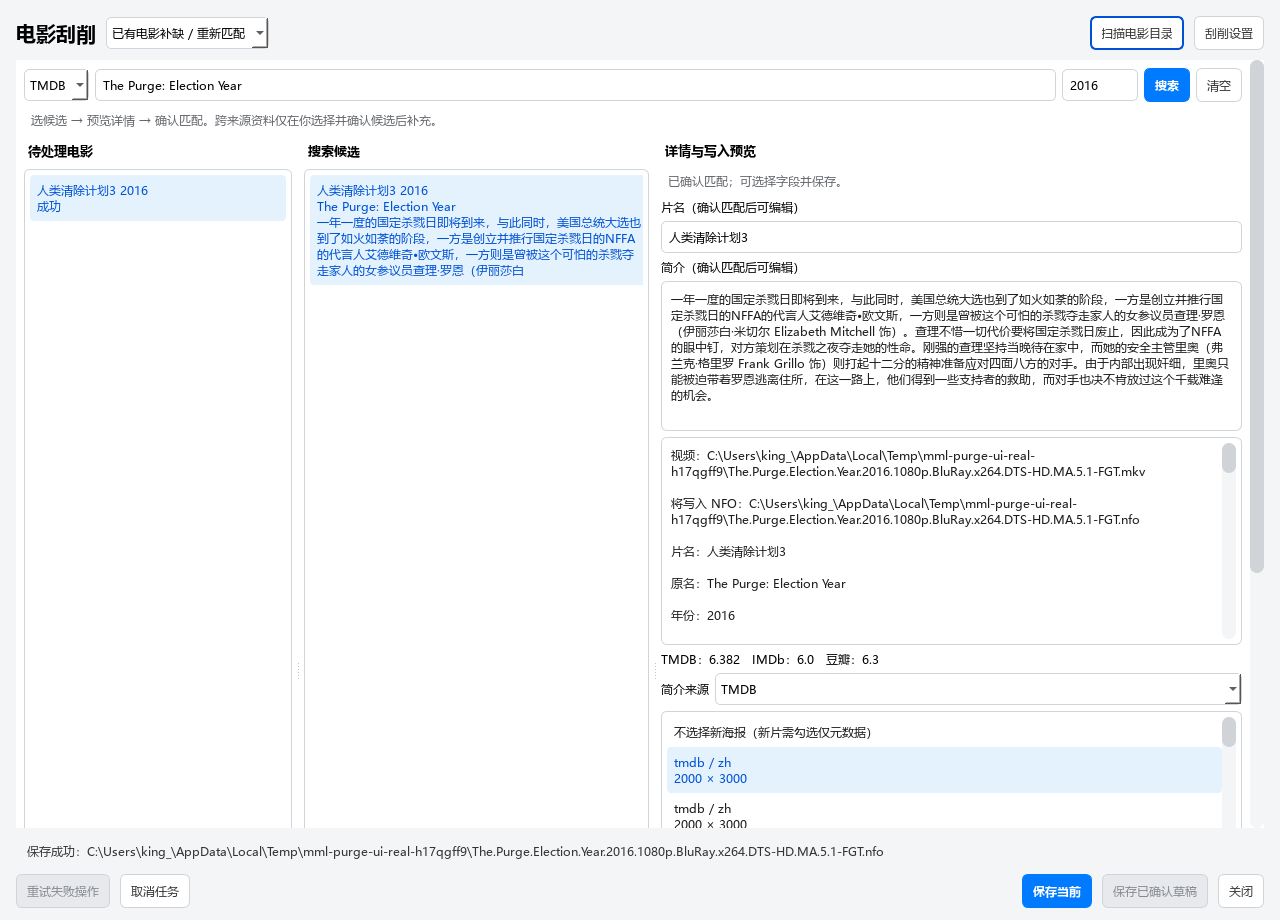 电影刮削
已有电影补缺 / 重新匹配
扫描电影目录
刮削设置
TMDB
The Purge: Election Year
2016
搜索
清空
选候选 → 预览详情 → 确认匹配。跨来源资料仅在你选择并确认候选后补充。
待处理电影
人类清除计划3 2016
成功
搜索候选
人类清除计划3 2016
The Purge: Election Year
一年一度的国定杀戮日即将到来，与此同时，美国总统大选也
到了如火如荼的阶段，一方是创立并推行国定杀戮日的NFFA
的代言人艾德维奇•欧文斯，一方则是曾被这个可怕的杀戮夺
走家人的女参议员查理·罗恩（伊丽莎白
详情与写入预览
已确认匹配；可选择字段并保存。
片名（确认匹配后可编辑）
人类清除计划3
简介（确认匹配后可编辑）
一年一度的国定杀戮日即将到来，与此同时，美国总统大选也到了如火如荼的阶段，一方是创立并推行国
定杀戮日的NFFA的代言人艾德维奇•欧文斯，一方则是曾被这个可怕的杀戮夺走家人的女参议员查理·罗恩
（伊丽莎白·米切尔 Elizabeth Mitchell 饰）。查理不惜一切代价要将国定杀戮日废止，因此成为了NFFA
的眼中钉，对方策划在杀戮之夜夺走她的性命。刚强的查理坚持当晚待在家中，而她的安全主管里奥（弗
兰克·格里罗 Frank Grillo 饰）则打起十二分的精神准备应对四面八方的对手。由于内部出现奸细，里奥只
能被迫带着罗恩逃离住所，在这一路上，他们得到一些支持者的救助，而对手也决不肯放过这个千载难逢
的机会。
视频：C:\Users\king_\AppData\Local\Temp\mml-purge-ui-real-
h17qgff9\The.Purge.Election.Year.2016.1080p.BluRay.x264.DTS-HD.MA.5.1-FGT.mkv
将写入 NFO：C:\Users\king_\AppData\Local\Temp\mml-purge-ui-real-
h17qgff9\The.Purge.Election.Year.2016.1080p.BluRay.x264.DTS-HD.MA.5.1-FGT.nfo
片名：人类清除计划3
原名：The Purge: Election Year
年份：2016
TMDB：6.382 IMDb：6.0 豆瓣：6.3
简介来源
TMDB
不选择新海报（新片需勾选仅元数据）
tmdb / zh
2000 × 3000
tmdb / zh
2000 × 3000
保存成功：C:\Users\king_\AppData\Local\Temp\mml-purge-ui-real-h17qgff9\The.Purge.Election.Year.2016.1080p.BluRay.x264.DTS-HD.MA.5.1-FGT.nfo
重试失败操作
取消任务
保存当前
保存已确认草稿
关闭